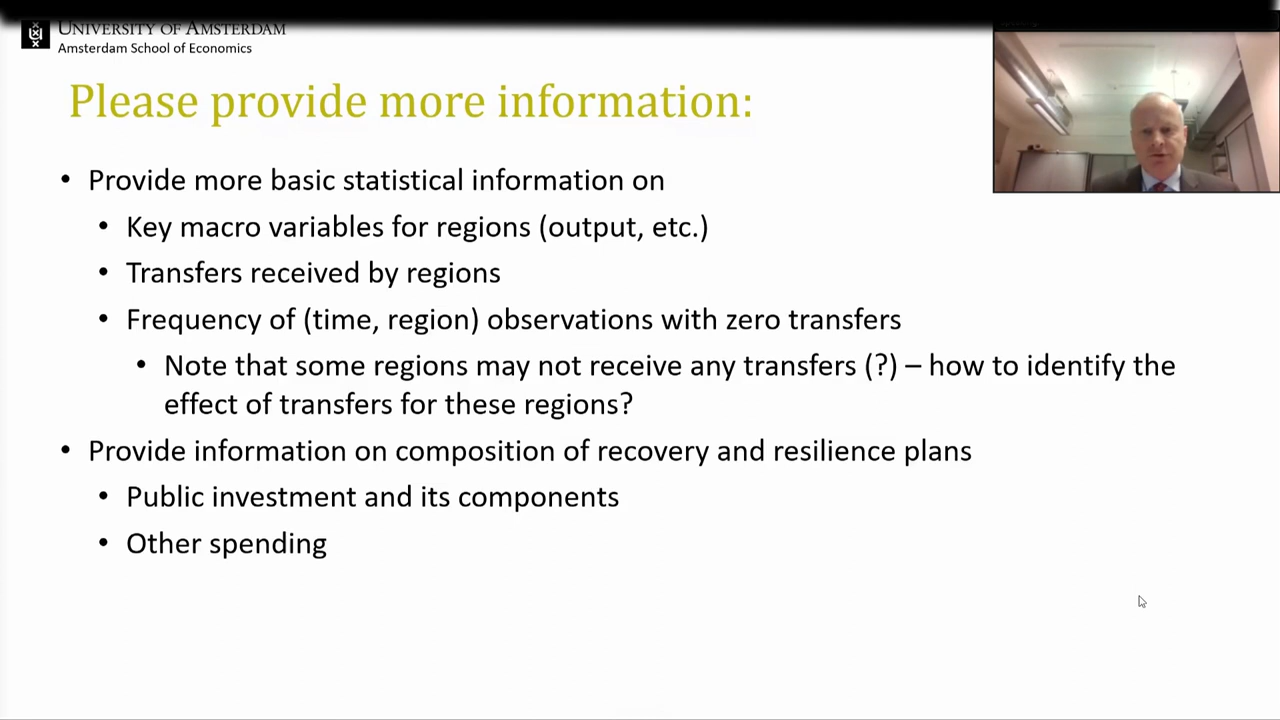 UNIVERSITY OF AMSTERDAM
Amsterdam School of Economics
Please provide more information:
• Provide more basic statistical information on
• Key macro variables for regions (output, etc.)
• Transfers received by regions
• Frequency of (time, region) observations with zero transfers
• Note that some regions may not receive any transfers (?) – how to identify the
effect of transfers for these regions?
• Provide information on composition of recovery and resilience plans
• Public investment and its components
• Other spending